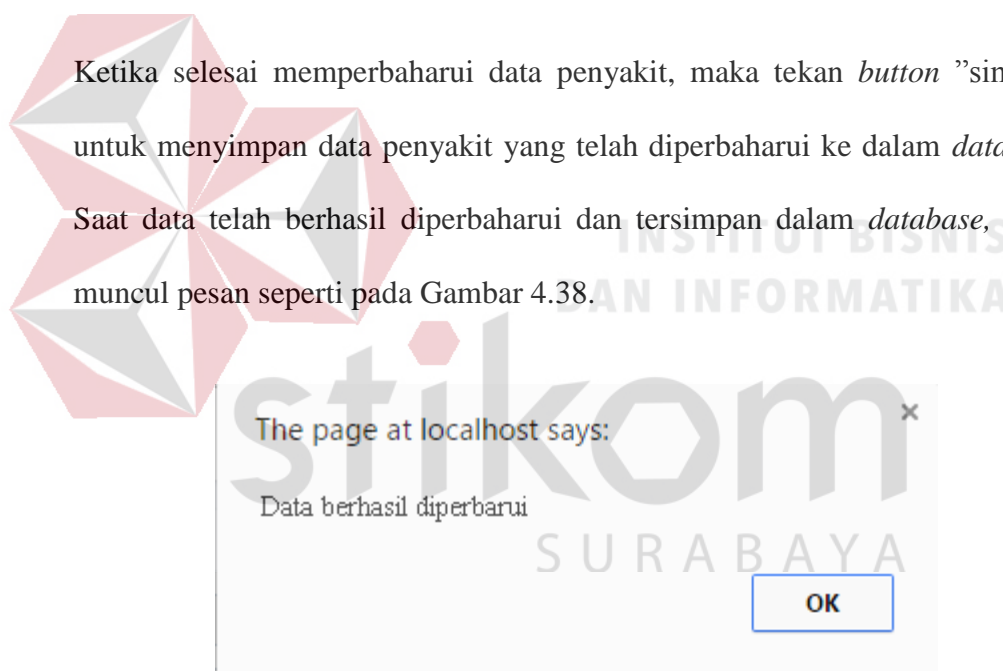 Ketika selesai memperbaharui data penyakit, maka tekan button ”sin
untuk menyimpan data penyakit yang telah diperbaharui ke dalam data
Saat data telah berhasil diperbaharui dan tersimpan dalam database,
INSTITUT BISNIS
muncul pesan seperti pada Gambar 4.38.
DAN INFORMATIKA
stikom
The page at localhost says:
×
Data berhasil diperbarui
SURABAYA
OK